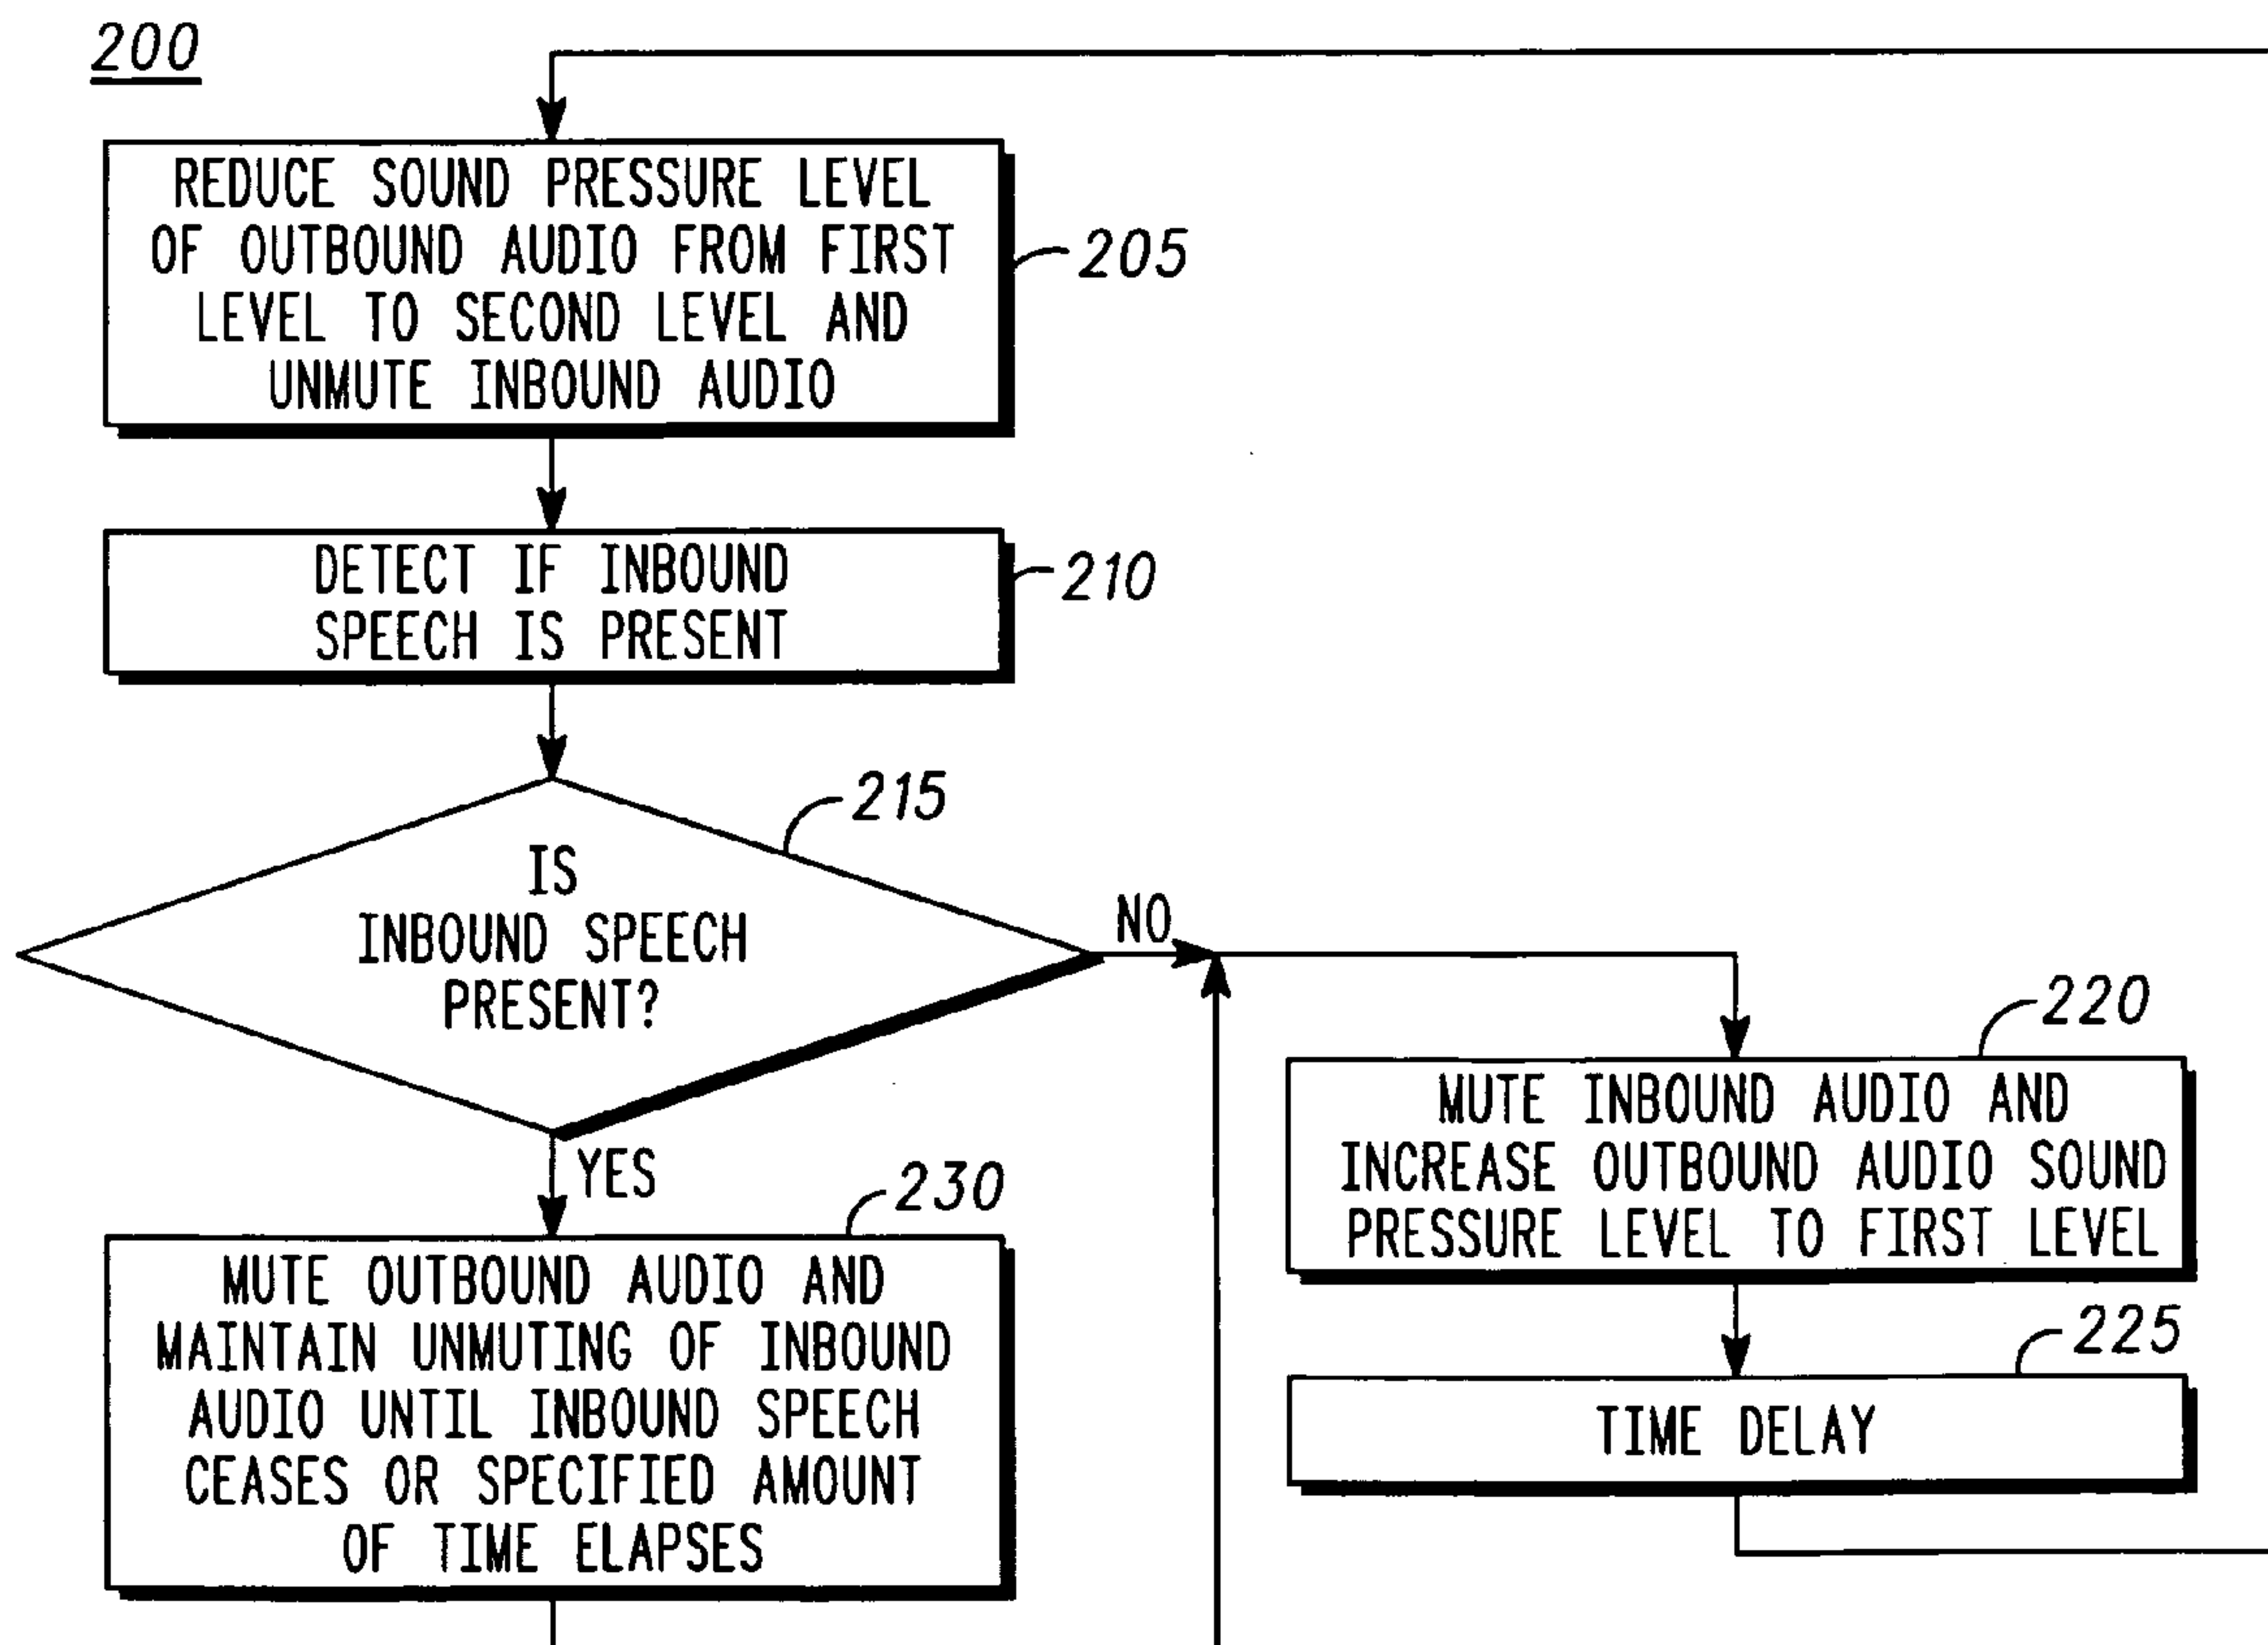 200
REDUCE SOUND PRESSURE LEVEL
OF OUTBOUND AUDIO FROM FIRST
LEVEL TO SECOND LEVEL AND
UNMUTE INBOUND AUDIO
205
DETECT IF INBOUND
SPEECH IS PRESENT
210
215
IS
INBOUND SPEECH
PRESENT?
NO
YES
220
MUTE INBOUND AUDIO AND
INCREASE OUTBOUND AUDIO SOUND
PRESSURE LEVEL TO FIRST LEVEL
225
TIME DELAY
230
MUTE OUTBOUND AUDIO AND
MAINTAIN UNMUTING OF INBOUND
AUDIO UNTIL INBOUND SPEECH
CEASES OR SPECIFIED AMOUNT
OF TIME ELAPSES